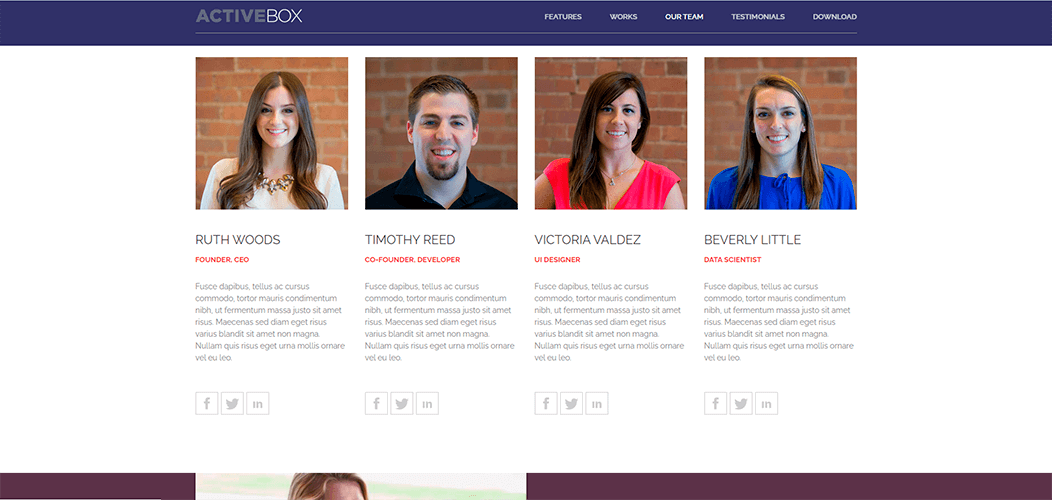 ACTIVEBOX
FEATURES WORKS OUR TEAM TESTIMONIALS DOWNLOAD
RUTH WOODS
FOUNDER, CEO
Fusce dapibus, tellus ac cursus
commodo, tortor mauris condimentum
nibh, ut fermentum massa justo sit amet
risus. Maecenas sed diam eget risus
varius blandit sit amet non magna.
Nullam quis risus eget urna mollis ornare
vel eu leo.
f in
TIMOTHY REED
CO-FOUNDER, DEVELOPER
Fusce dapibus, tellus ac cursus
commodo, tortor mauris condimentum
nibh, ut fermentum massa justo sit amet
risus. Maecenas sed diam eget risus
varius blandit sit amet non magna.
Nullam quis risus eget urna mollis ornare
vel eu leo.
f in
VICTORIA VALDEZ
UI DESIGNER
Fusce dapibus, tellus ac cursus
commodo, tortor mauris condimentum
nibh, ut fermentum massa justo sit amet
risus. Maecenas sed diam eget risus
varius blandit sit amet non magna.
Nullam quis risus eget urna mollis ornare
vel eu leo.
f in
BEVERLY LITTLE
DATA SCIENTIST
Fusce dapibus, tellus ac cursus
commodo, tortor mauris condimentum
nibh, ut fermentum massa justo sit amet
risus. Maecenas sed diam eget risus
varius blandit sit amet non magna.
Nullam quis risus eget urna mollis ornare
vel eu leo.
f in